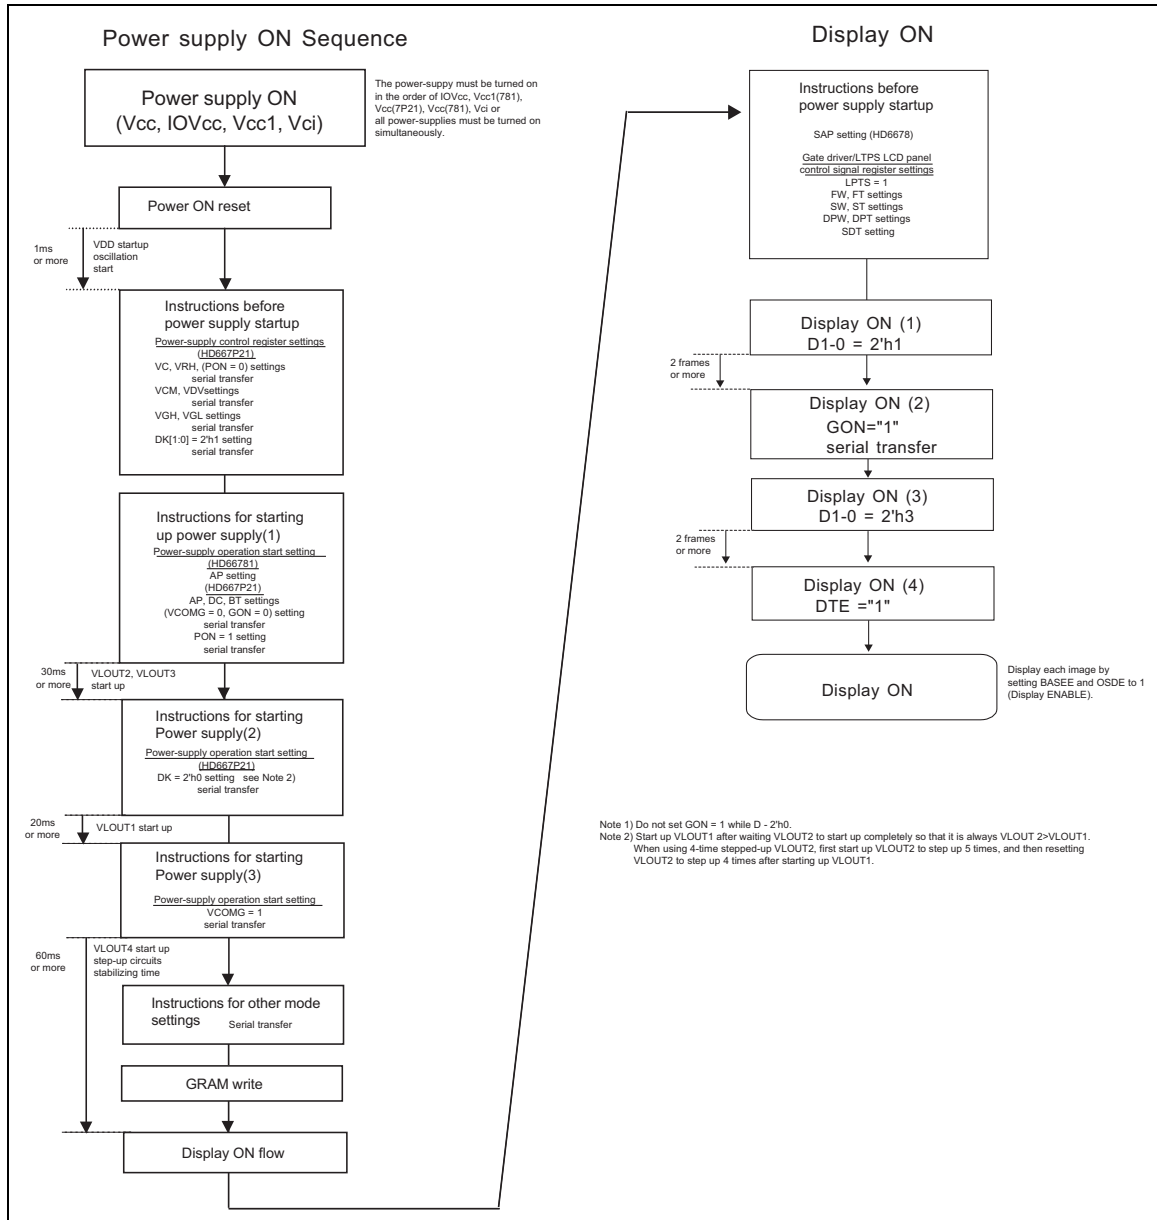 Power supply ON Sequence
Power supply ON
(Vcc, IOVcc, Vcc1, Vci)
The power-suppy must be turned on
in the order of IOVcc, Vcc1(781),
Vcc(7P21), Vcc(781), Vci or
all power-supplies must be turned on
simultaneously.
Power ON reset
1ms
or more
VDD startup
oscillation
start
Instructions before
power supply startup
Power-supply control register settings
(HD667P21)
VC, VRH, (PON = 0) settings
serial transfer
VCM, VDVsettings
serial transfer
VGH, VGL settings
serial transfer
DK[1:0] = 2'h1 setting
serial transfer
Instructions for starting
up power supply(1)
Power-supply operation start setting
(HD66781)
AP setting
(HD667P21)
AP, DC, BT settings
(VCOMG = 0, GON = 0) setting
serial transfer
PON = 1 setting
serial transfer
30ms
or more
VLOUT2, VLOUT3
start up
Instructions for starting
Power supply(2)
Power-supply operation start setting
(HD667P21)
DK = 2'h0 setting see Note 2)
serial transfer
20ms
or more
VLOUT1 start up
Instructions for starting
Power supply(3)
Power-supply operation start setting
VCOMG = 1
serial transfer
60ms
or more
VLOUT4 start up
step-up circuits
stabilizing time
Instructions for other mode
settings Serial transfer
GRAM write
Display ON flow
Display ON
Instructions before
power supply startup
SAP setting (HD6678)
Gate driver/LTPS LCD panel
control signal register settings
LPTS = 1
FW, FT settings
SW, ST settings
DPW, DPT settings
SDT setting
Display ON (1)
D1-0 = 2'h1
2 frames
or more
Display ON (2)
GON="1"
serial transfer
Display ON (3)
D1-0 = 2'h3
2 frames
or more
Display ON (4)
DTE ="1"
Display ON
Display each image by
setting BASEE and OSDE to 1
(Display ENABLE).
Note 1) Do not set GON = 1 while D - 2'h0.
Note 2) Start up VLOUT1 after waiting VLOUT2 to start up completely so that it is always VLOUT 2>VLOUT1.
When using 4-time stepped-up VLOUT2, first start up VLOUT2 to step up 5 times, and then resetting
VLOUT2 to step up 4 times after starting up VLOUT1.